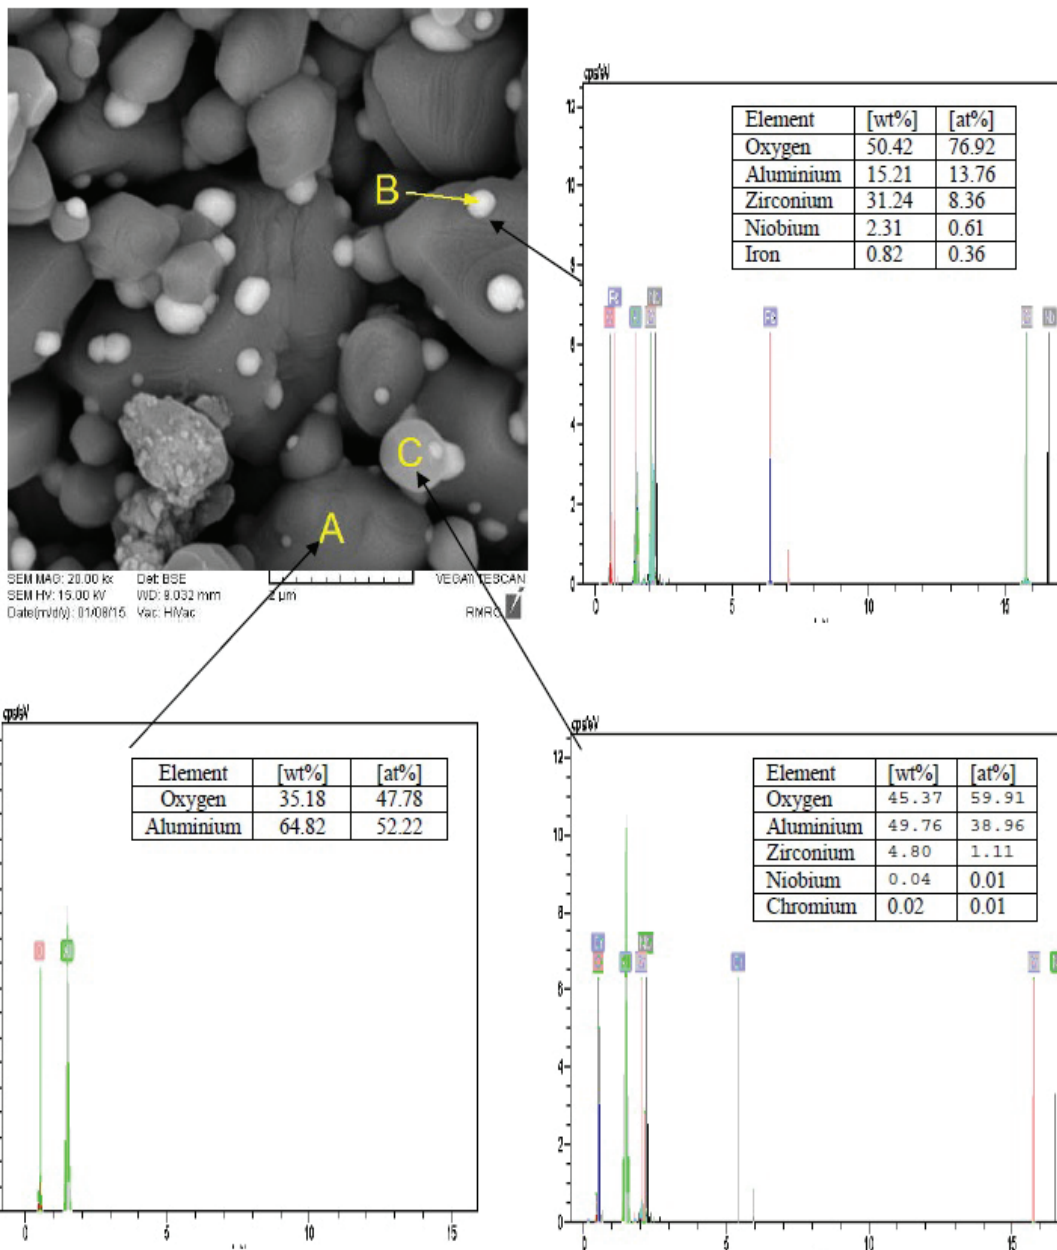 cps/eV
12
Element [wt%] [at%]
Oxygen 50.42 76.92
Aluminium 15.21 13.76
Zirconium 31.24 8.36
Niobium 2.31 0.61
Iron 0.82 0.36
10
8
6
4
2
0
Fe Nb
Fe
Nb
0 5 10 15
B
C
A
SEM MAG: 20.00 kx Det: BSE VEGA\\ TESCAN
SEM HV: 15.00 kV WD: 8.032 mm 2 µm
Date(m/d/y): 01/08/15 Vac: HiVac RMRC
cps/eV
Element [wt%] [at%]
Oxygen 35.18 47.78
Aluminium 64.82 52.22
0 5 10 15
cps/eV
12
Element [wt%] [at%]
Oxygen 45.37 59.91
Aluminium 49.76 38.96
Zirconium 4.80 1.11
Niobium 0.04 0.01
Chromium 0.02 0.01
10
8
6
4
2
0
0 5 10 15